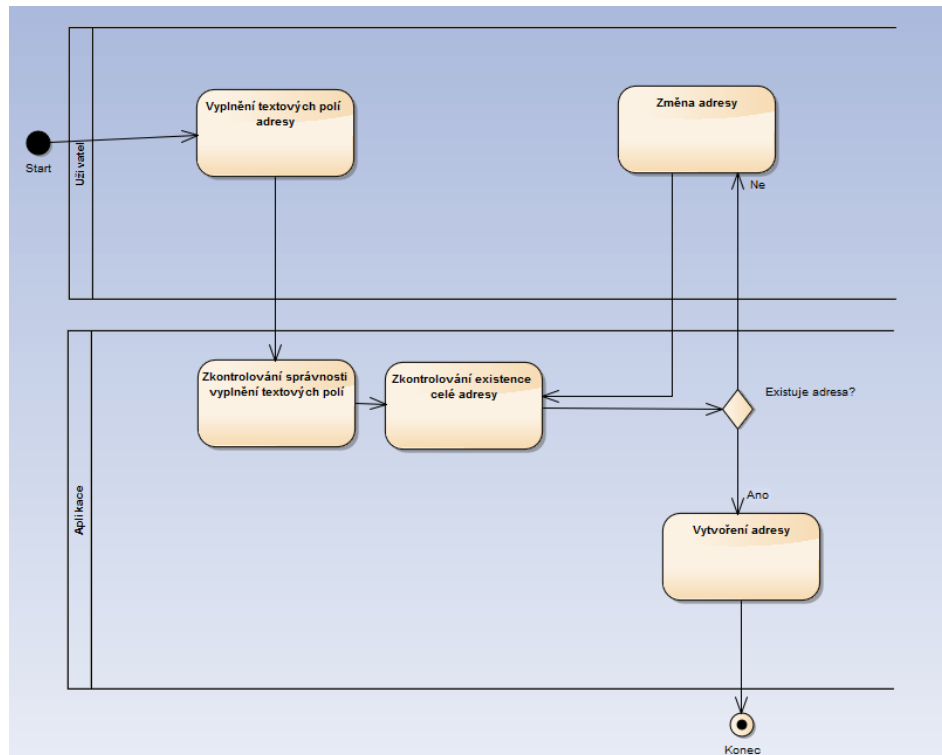 Vyplnění textových polí
adresy
Změna adresy
Start
Uživatel
Ne
Zkontrolování správnosti
vyplnění textových polí
Zkontrolování existence
celé adresy
Existuje adresa?
Aplikace
Ano
Vytvoření adresy
Konec